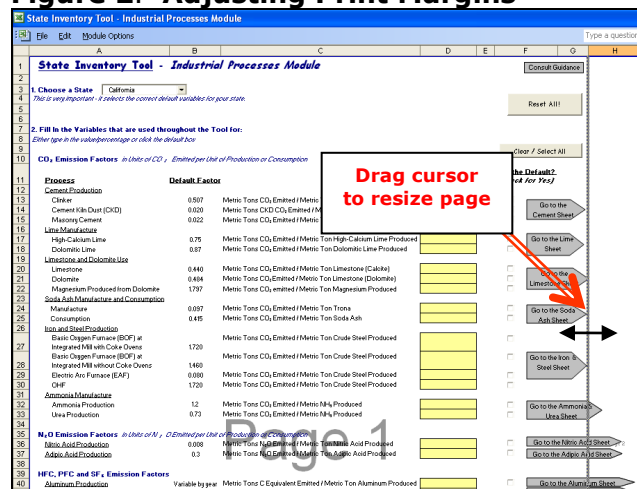 Figure 2. Adjusting Print Margins
State Inventory Tool - Industrial Processes Module
File Edit Module Options Type a question
A B C D E F G H
1 State Inventory Tool - Industrial Processes Module Consult Guidance
2
3 1. Choose a State California
4 This is very important - it selects the correct default variables for your state.
5 Reset All!
6
7 2. Fill In the Variables that are used throughout the Tool for:
8 Either type in the value/percentage or click the default box
9 Clear / Select All
10 CO₂ Emission Factors in Units of CO₂ Emitted per Unit of Production or Consumption
Drag cursor
to resize page
the Default?
11 Process Default Factor for Yes)
12 Cement Production
13 Clinker 0.507 Metric Tons CO₂ Emitted / Metric
14 Cement Kiln Dust (CKD) 0.020 Metric Tons CKD CO₂ Emitted / M
Go to the
Cement Sheet
15 Masonry Cement 0.022 Metric Tons CO₂ Emitted / Metric
16 Lime Manufacture
17 High-Calcium Lime 0.75 Metric Tons CO₂ Emitted / Metric Ton High-Calcium Lime Produced
18 Dolomitic Lime 0.87 Metric Tons CO₂ Emitted / Metric Ton Dolomitic Lime Produced
Go to the Lime
Sheet
19 Limestone and Dolomite Use
20 Limestone 0.440 Metric Tons CO₂ Emitted / Metric Ton Limestone (Calcite)
21 Dolomite 0.484 Metric Tons CO₂ Emitted / Metric Ton Limestone (Dolomite)
Go to the
Limestone Sheet
22 Magnesium Produced from Dolomite 1.797 Metric Tons CO₂ emitted / Metric Ton Magnesium Produced
23 Soda Ash Manufacture and Consumption
24 Manufacture 0.097 Metric Tons CO₂ Emitted / Metric Ton Trona
25 Consumption 0.415 Metric Tons CO₂ Emitted / Metric Ton Soda Ash
Go to the Soda
Ash Sheet
26 Iron and Steel Production
Basic Oxygen Furnace (BOF) at
27 Integrated Mill with Coke Ovens 1.720 Metric Tons CO₂ Emitted / Metric Ton Crude Steel Produced
Basic Oxygen Furnace (BOF) at
28 Integrated Mill without Coke Ovens 1.460 Metric Tons CO₂ Emitted / Metric Ton Crude Steel Produced
29 Electric Arc Furnace (EAF) 0.080 Metric Tons CO₂ Emitted / Metric Ton Crude Steel Produced
Go to the Iron &
Steel Sheet
30 OHF 1.720 Metric Tons CO₂ Emitted / Metric Ton Crude Steel Produced
31 Ammonia Manufacture
32 Ammonia Production 1.2 Metric Tons CO₂ Emitted / Metric NH₃ Produced
33 Urea Production 0.73 Metric Tons CO₂ Emitted / Metric NH₃ Produced
Go to the Ammonia &
Urea Sheet
34
Page 1
35 N₂O Emission Factors in Units of N₂O Emitted per Unit of Production or Consumption
36 Nitric Acid Production 0.008 Metric Tons N₂O Emitted / Metric Ton Nitric Acid Produced Go to the Nitric Acid Sheet
37 Adipic Acid Production 0.3 Metric Tons N₂O Emitted / Metric Ton Adipic Acid Produced Go to the Adipic Acid Sheet
38
39 HFC, PFC and SF₆ Emission Factors
40 Aluminum Production Variable by year Metric Tons C Equivalent Emitted / Metric Ton Aluminum Produced Go to the Aluminum Sheet